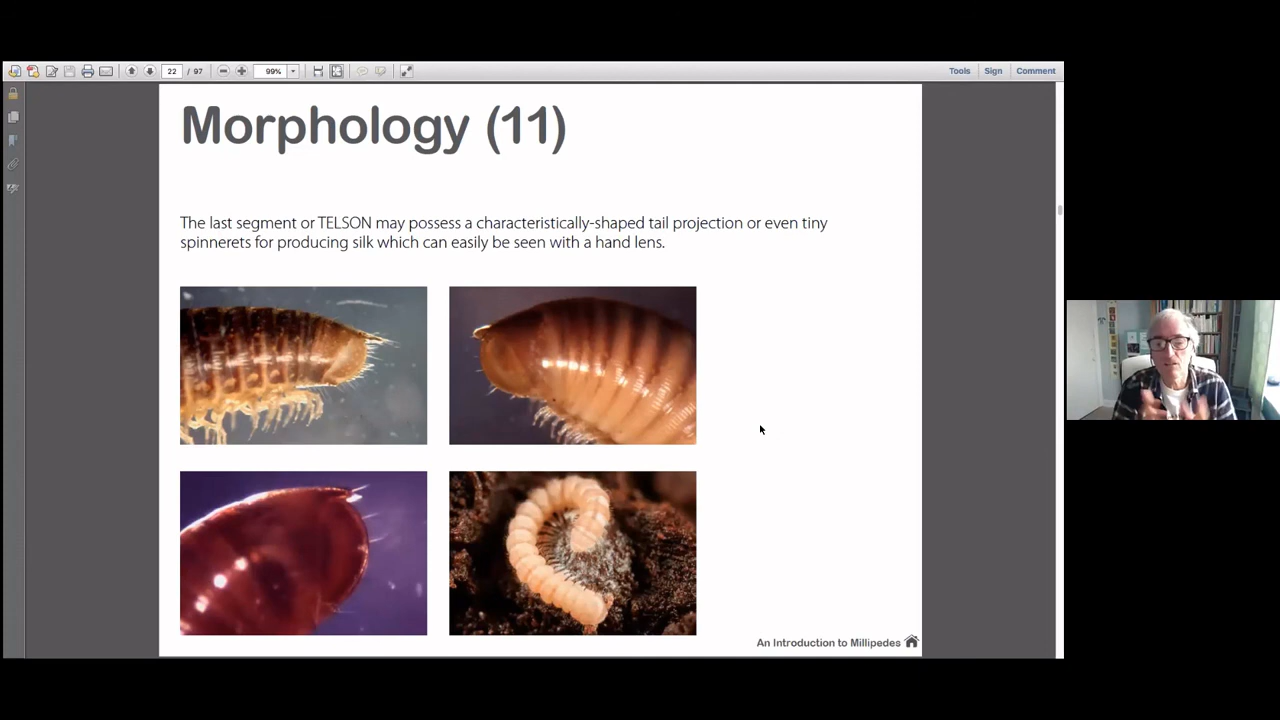 22 / 97
99%
Tools Sign Comment
Morphology (11)
The last segment or TELSON may possess a characteristically-shaped tail projection or even tiny
spinnerets for producing silk which can easily be seen with a hand lens.
An Introduction to Millipedes